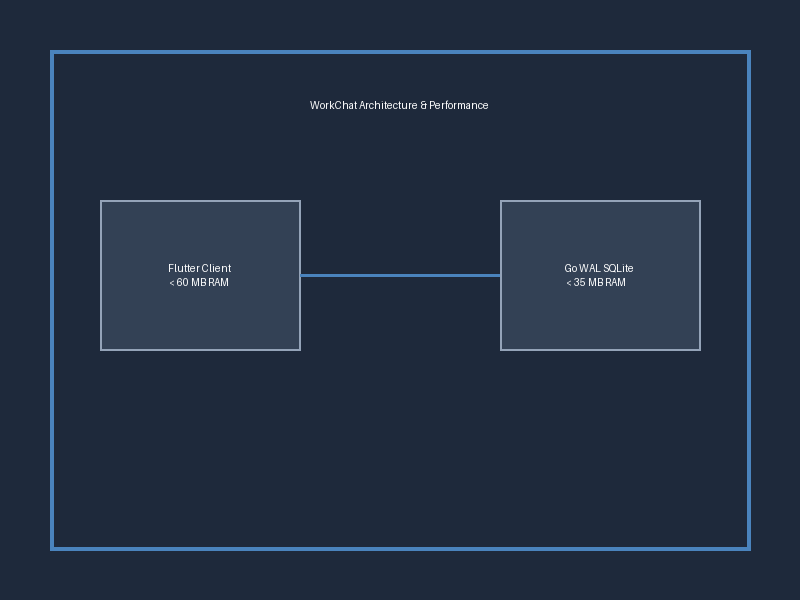 WorkChat Architecture & Performance
Flutter Client
< 60 MB RAM
Go WAL SQLite
< 35 MB RAM